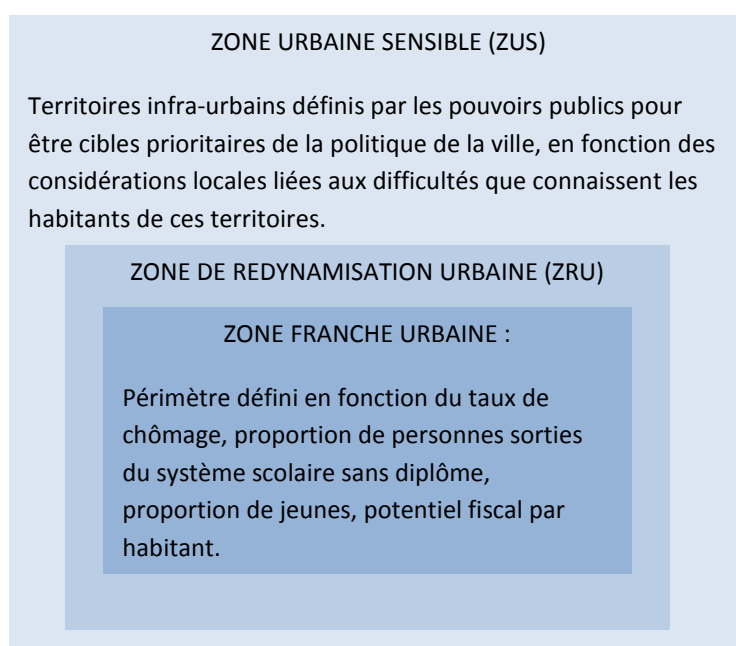 ZONE URBAINE SENSIBLE (ZUS)
Territoires infra-urbains définis par les pouvoirs publics pour
être cibles prioritaires de la politique de la ville, en fonction des
considérations locales liées aux difficultés que connaissent les
habitants de ces territoires.
ZONE DE REDYNAMISATION URBAINE (ZRU)
ZONE FRANCHE URBAINE :
Périmètre défini en fonction du taux de
chômage, proportion de personnes sorties
du système scolaire sans diplôme,
proportion de jeunes, potentiel fiscal par
habitant.